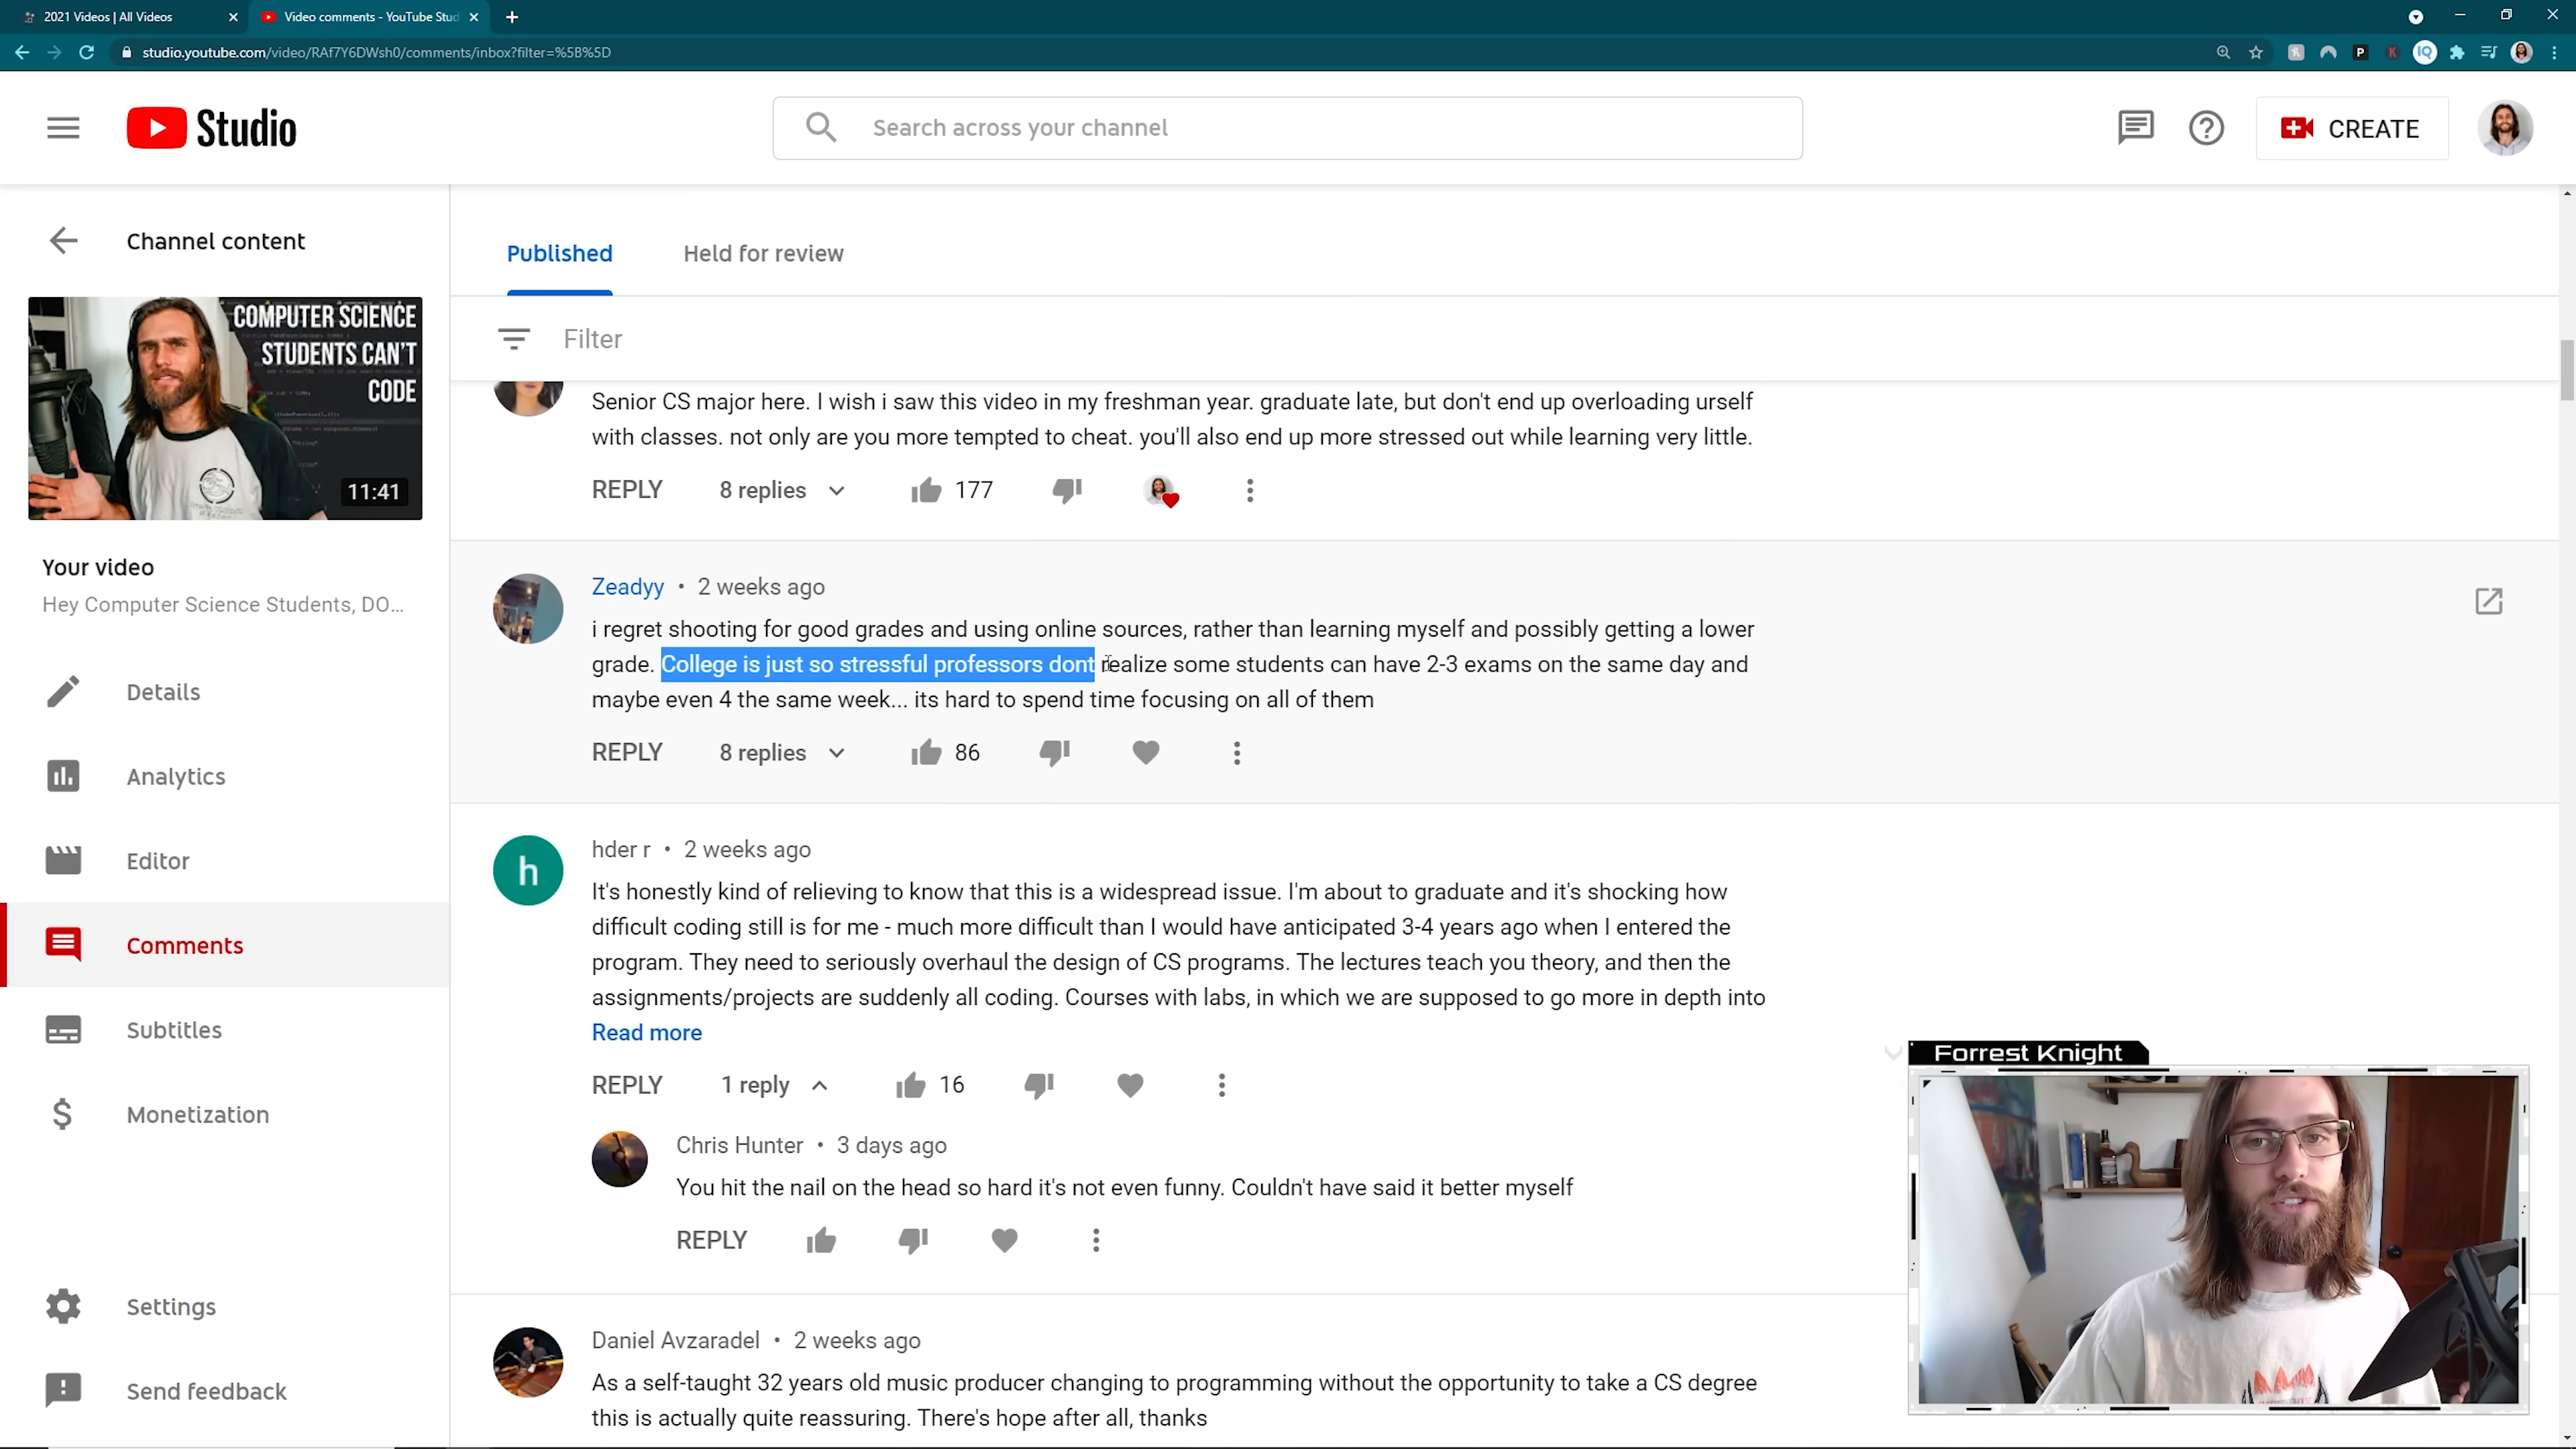 2021 Videos | All Videos
Video comments - YouTube Stud
studio.youtube.com/video/RAf7Y6DWsh0/comments/inbox?filter=%5B%5D
Studio
Search across your channel
CREATE
Channel content
COMPUTER SCIENCE
STUDENTS CAN'T
CODE
11:41
Your video
Hey Computer Science Students, DO...
Details
Analytics
Editor
Comments
Subtitles
Monetization
Settings
Send feedback
Published
Held for review
Filter
Senior CS major here. I wish i saw this video in my freshman year. graduate late, but don't end up overloading urself
with classes. not only are you more tempted to cheat. you'll also end up more stressed out while learning very little.
REPLY 8 replies 177
Zeadyy • 2 weeks ago
i regret shooting for good grades and using online sources, rather than learning myself and possibly getting a lower
grade. College is just so stressful professors dont realize some students can have 2-3 exams on the same day and
maybe even 4 the same week... its hard to spend time focusing on all of them
REPLY 8 replies 86
h
hder r • 2 weeks ago
It's honestly kind of relieving to know that this is a widespread issue. I'm about to graduate and it's shocking how
difficult coding still is for me - much more difficult than I would have anticipated 3-4 years ago when I entered the
program. They need to seriously overhaul the design of CS programs. The lectures teach you theory, and then the
assignments/projects are suddenly all coding. Courses with labs, in which we are supposed to go more in depth into
Read more
REPLY 1 reply 16
Chris Hunter • 3 days ago
You hit the nail on the head so hard it's not even funny. Couldn't have said it better myself
REPLY
Daniel Avzaradel • 2 weeks ago
As a self-taught 32 years old music producer changing to programming without the opportunity to take a CS degree
this is actually quite reassuring. There's hope after all, thanks
Forrest Knight